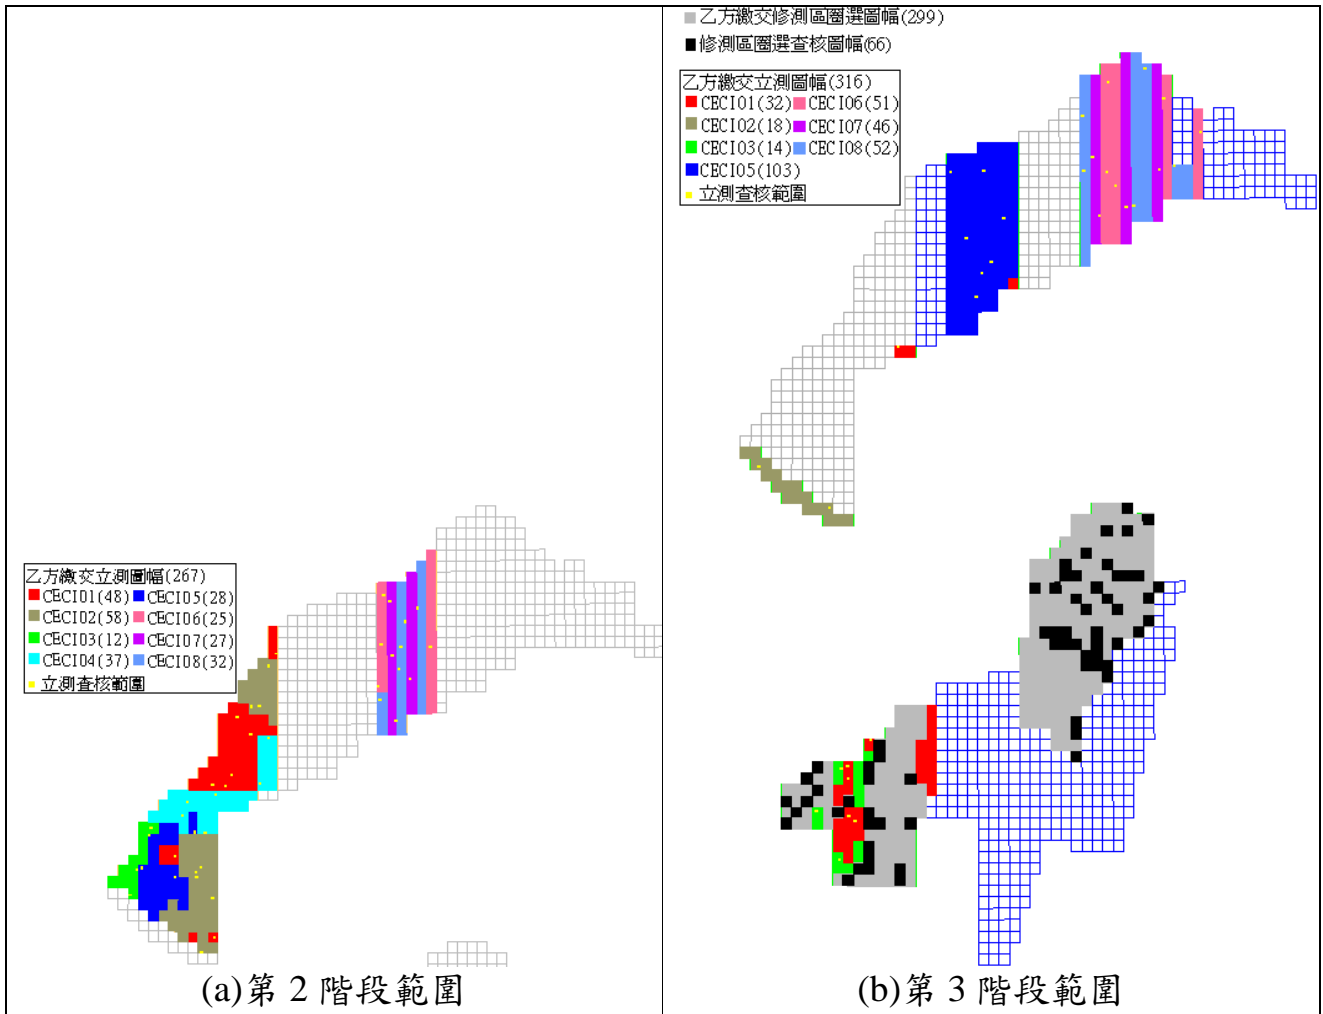 乙方繳交立測圖幅(267)
CECI01(48) CECI05(28)
CECI02(58) CECI06(25)
CECI03(12) CECI07(27)
CECI04(37) CECI08(32)
立測查核範圍
(a)第 2 階段範圍
乙方繳交修測區圈選圖幅(299)
修測區圈選查核圖幅(66)
乙方繳交立測圖幅(316)
CECI01(32) CECI06(51)
CECI02(18) CECI07(46)
CECI03(14) CECI08(52)
CECI05(103)
立測查核範圍
(b)第 3 階段範圍